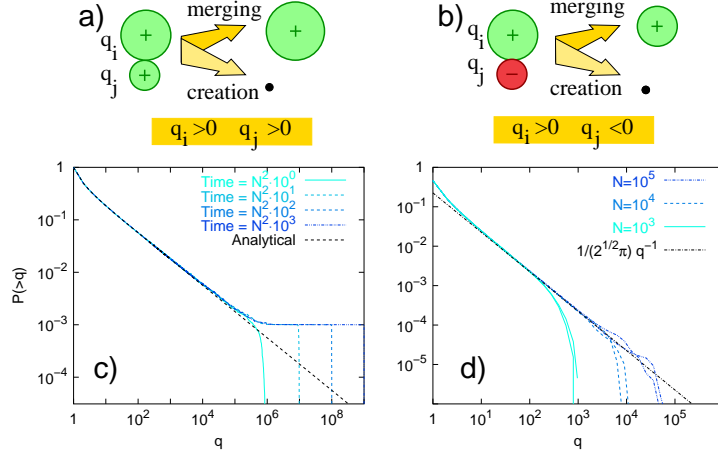 a)
merging
q_i
+
+
q_j
+
creation
q_i>0 q_j>0
b)
merging
q_i
+
+
q_j
−
creation
q_i>0 q_j<0
1
10^-1
10^-2
10^-3
10^-4
P(>q)
Time = N^2·10^0
Time = N^2·10^1
Time = N^2·10^2
Time = N^2·10^3
Analytical
c)
1 10^2 10^4 10^6 10^8
q
1
10^-1
10^-2
10^-3
10^-4
10^-5
N=10^5
N=10^4
N=10^3
1/(2^1/2π) q^-1
d)
1 10^1 10^2 10^3 10^4 10^5
q